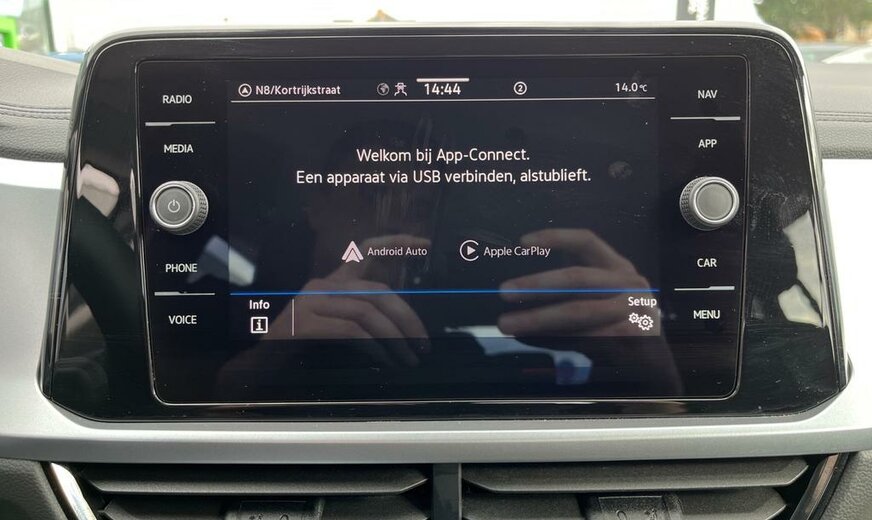 RADIO
MEDIA
PHONE
VOICE
N8/Kortrijkstraat
14:44
2
14.0℃
Welkom bij App-Connect.
Een apparaat via USB verbinden, alstublieft.
Android Auto
Apple CarPlay
Info
Setup
NAV
APP
CAR
MENU